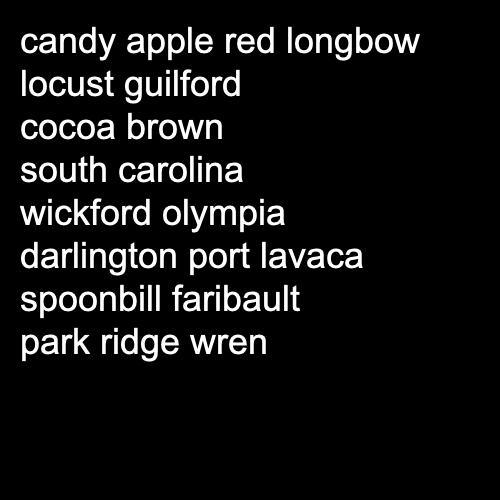 candy apple red longbow
locust guilford
cocoa brown
south carolina
wickford olympia
darlington port lavaca
spoonbill faribault
park ridge wren